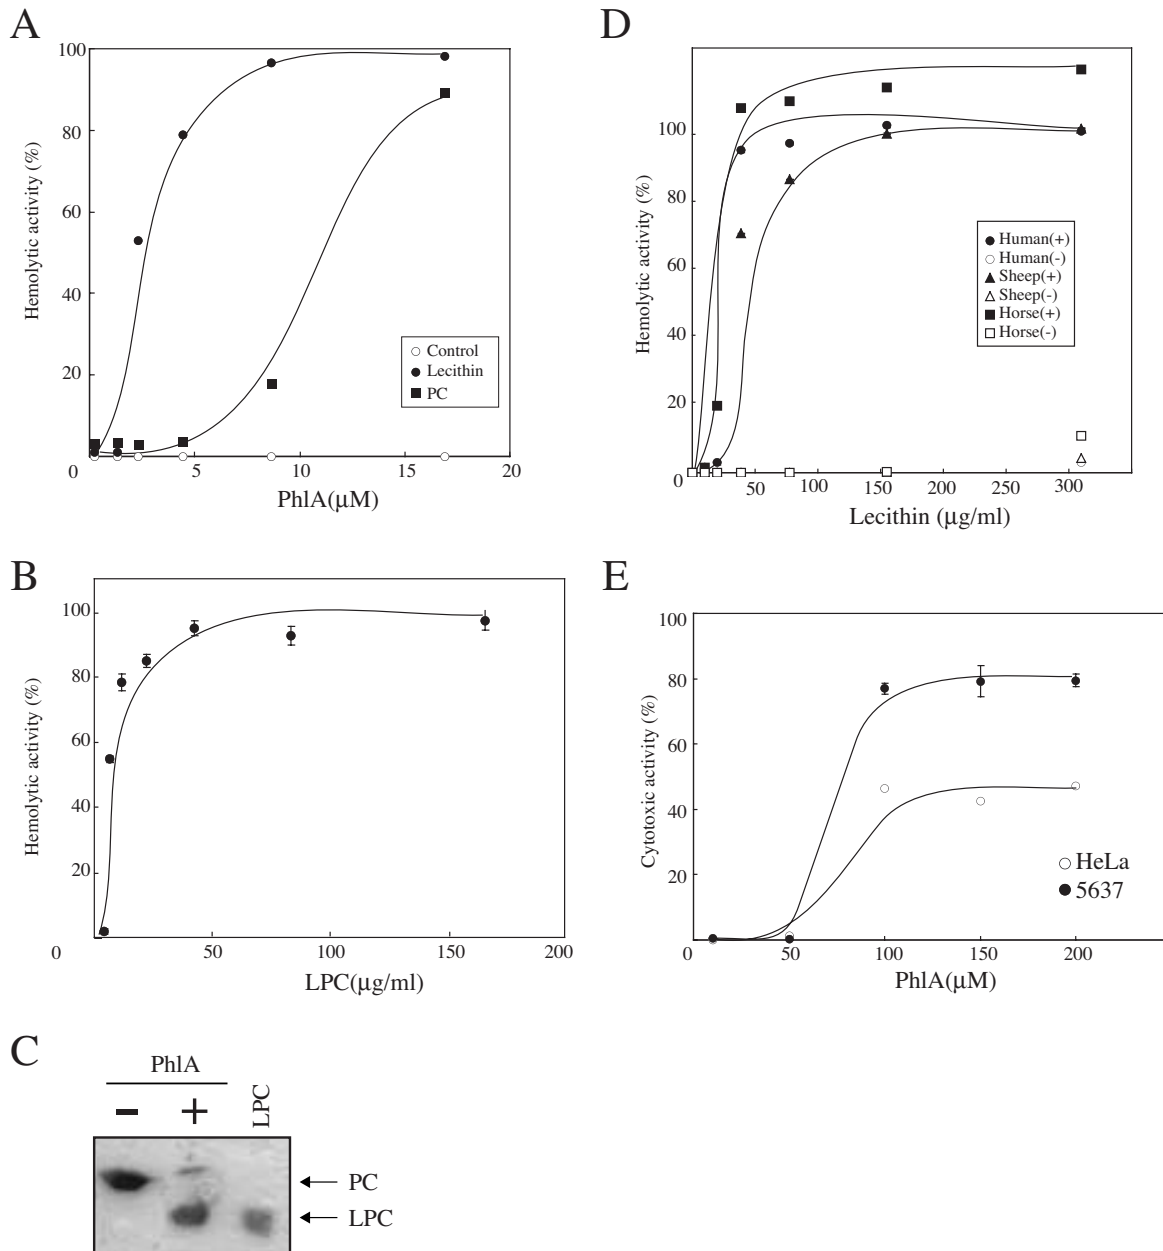 A
100
80
60
40
20
0
5
10
15
20
Hemolytic activity (%)
PhlA(μM)
Control
Lecithin
PC
B
100
80
60
40
20
0
50
100
150
200
Hemolytic activity (%)
LPC(μg/ml)
C
PhlA
− +
LPC
PC
LPC
D
100
80
60
40
20
0
50
100
150
200
250
300
Hemolytic activity (%)
Lecithin (μg/ml)
Human(+)
Human(-)
Sheep(+)
Sheep(-)
Horse(+)
Horse(-)
E
100
80
60
40
20
0
50
100
150
200
Cytotoxic activity (%)
PhlA(μM)
HeLa
5637